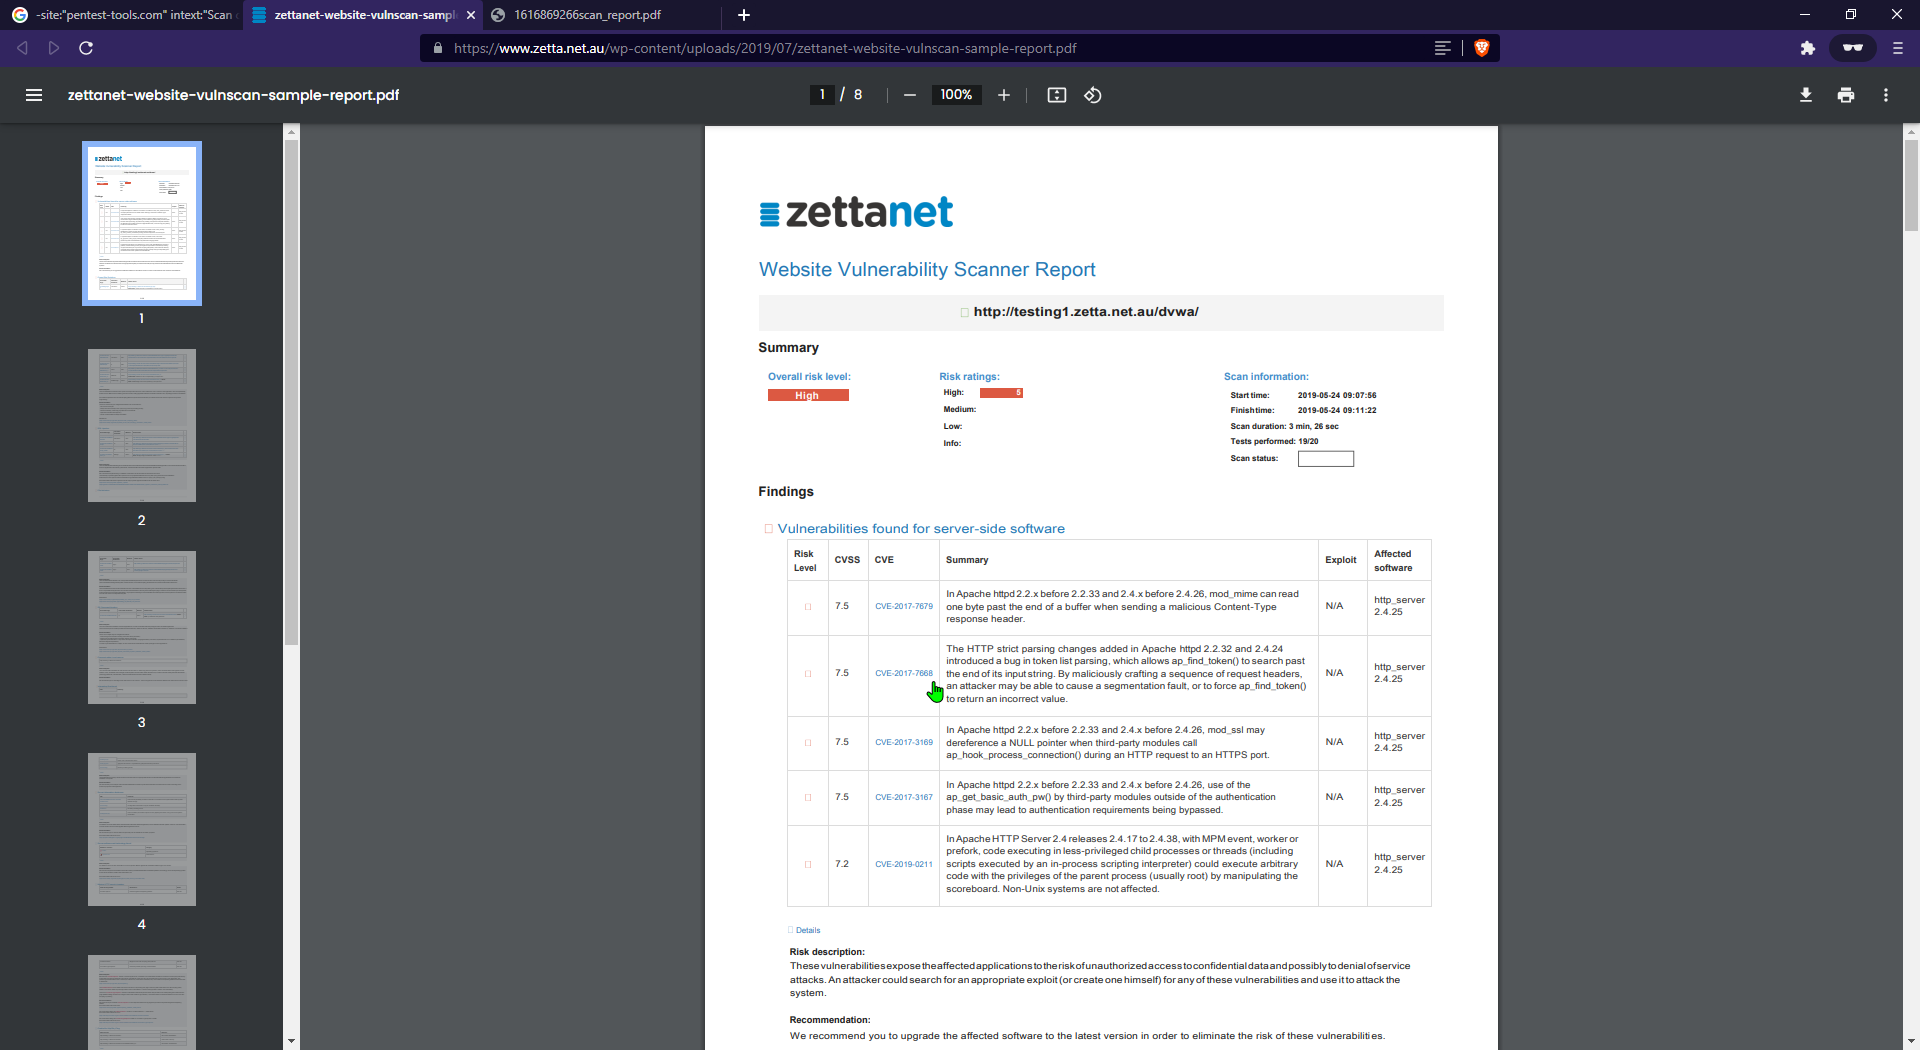 -site:"pentest-tools.com" intext:"Scan
zettanet-website-vulnscan-sampl
1616869266scan_report.pdf
https://www.zetta.net.au/wp-content/uploads/2019/07/zettanet-website-vulnscan-sample-report.pdf
zettanet-website-vulnscan-sample-report.pdf
1 / 8
100%
1
2
3
4
zettanet
Website Vulnerability Scanner Report
http://testing1.zetta.net.au/dvwa/
Summary
Overall risk level:
High
Risk ratings:
High: 5
Medium:
Low:
Info:
Scan information:
Start time: 2019-05-24 09:07:56
Finish time: 2019-05-24 09:11:22
Scan duration: 3 min, 26 sec
Tests performed: 19/20
Scan status:
Findings
Vulnerabilities found for server-side software
Risk Level CVSS CVE Summary Exploit Affected software
7.5 CVE-2017-7679
In Apache httpd 2.2.x before 2.2.33 and 2.4.x before 2.4.26, mod_mime can read
one byte past the end of a buffer when sending a malicious Content-Type
response header.
N/A
http_server
2.4.25
7.5 CVE-2017-7668
The HTTP strict parsing changes added in Apache httpd 2.2.32 and 2.4.24
introduced a bug in token list parsing, which allows ap_find_token() to search past
the end of its input string. By maliciously crafting a sequence of request headers,
an attacker may be able to cause a segmentation fault, or to force ap_find_token()
to return an incorrect value.
N/A
http_server
2.4.25
7.5 CVE-2017-3169
In Apache httpd 2.2.x before 2.2.33 and 2.4.x before 2.4.26, mod_ssl may
dereference a NULL pointer when third-party modules call
ap_hook_process_connection() during an HTTP request to an HTTPS port.
N/A
http_server
2.4.25
7.5 CVE-2017-3167
In Apache httpd 2.2.x before 2.2.33 and 2.4.x before 2.4.26, use of the
ap_get_basic_auth_pw() by third-party modules outside of the authentication
phase may lead to authentication requirements being bypassed.
N/A
http_server
2.4.25
7.2 CVE-2019-0211
In Apache HTTP Server 2.4 releases 2.4.17 to 2.4.38, with MPM event, worker or
prefork, code executing in less-privileged child processes or threads (including
scripts executed by an in-process scripting interpreter) could execute arbitrary
code with the privileges of the parent process (usually root) by manipulating the
scoreboard. Non-Unix systems are not affected.
N/A
http_server
2.4.25
Details
Risk description:
These vulnerabilities expose the affected applications to the risk of unauthorized access to confidential data and possibly to denial of service
attacks. An attacker could search for an appropriate exploit (or create one himself) for any of these vulnerabilities and use it to attack the
system.
Recommendation:
We recommend you to upgrade the affected software to the latest version in order to eliminate the risk of these vulnerabilities.